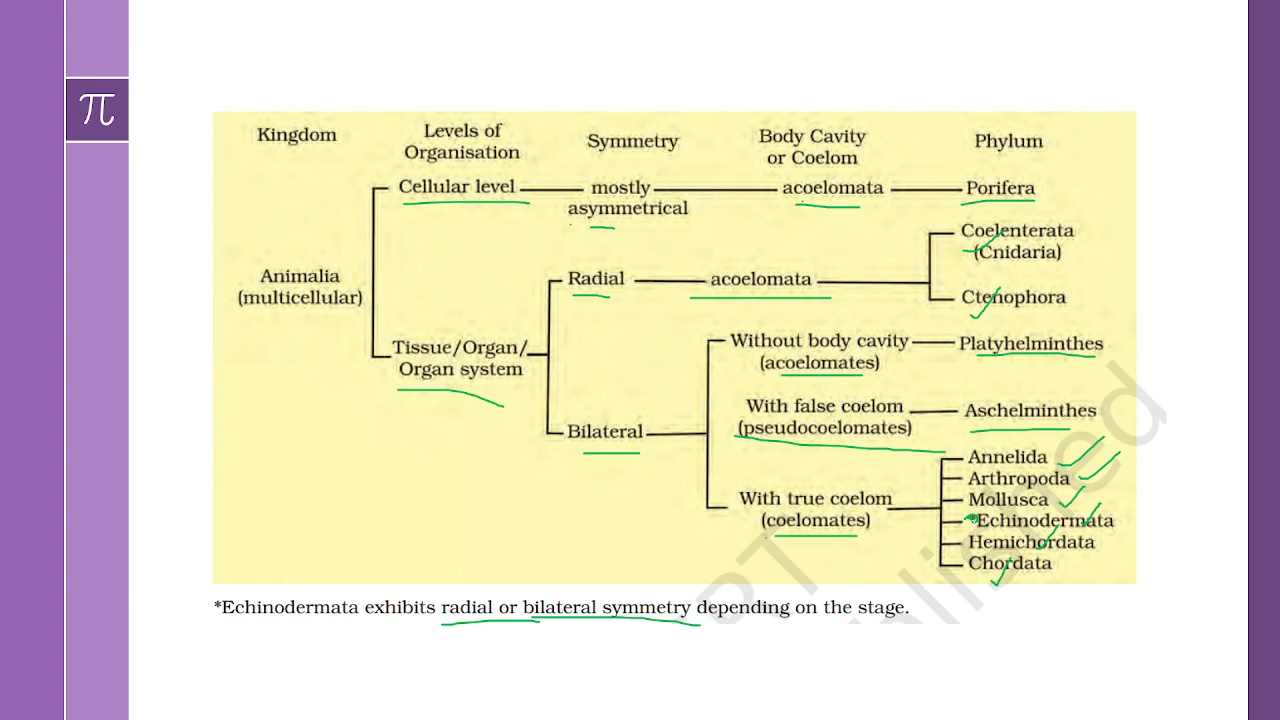 π
Kingdom
Levels of
Organisation
Symmetry
Body Cavity
or Coelom
Phylum
Cellular level
mostly
asymmetrical
acoelomata
Porifera
Animalia
(multicellular)
Tissue/Organ/
Organ system
Radial
acoelomata
Coelenterata
(Cnidaria)
Ctenophora
Bilateral
Without body cavity
(acoelomates)
Platyhelminthes
With false coelom
(pseudocoelomates)
Aschelminthes
With true coelom
(coelomates)
Annelida
Arthropoda
Mollusca
*Echinodermata
Hemichordata
Chordata
*Echinodermata exhibits radial or bilateral symmetry depending on the stage.